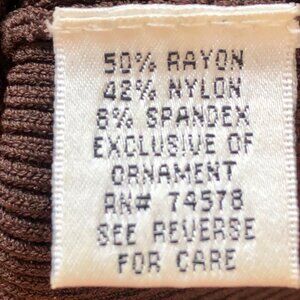 50% RAYON
42% NYLON
8% SPANDEX
EXCLUSIVE OF
ORNAMENT
RN# 74578
SEE REVERSE
FOR CARE